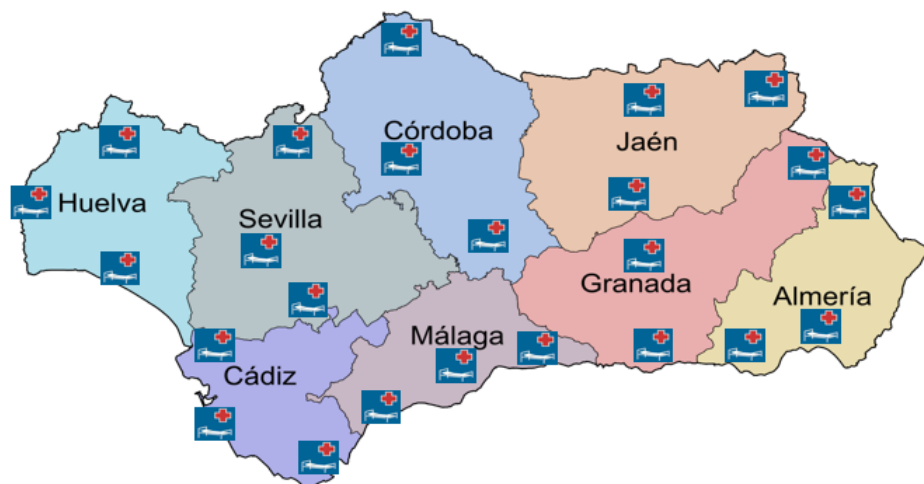 Córdoba
Jaén
Huelva
Sevilla
Granada
Almería
Málaga
Cádiz